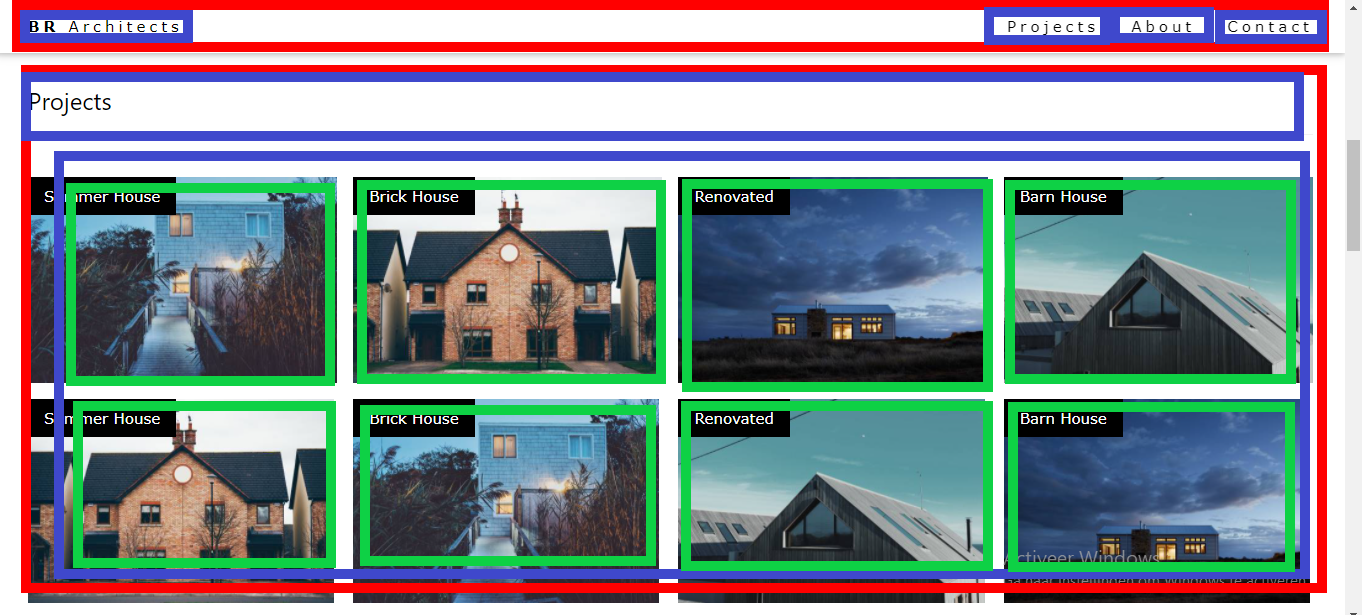 BR Architects Projects About Contact
Projects
Summer House Brick House Renovated Barn House
Summer House Brick House Renovated Barn House
Activeer Windows
Ga naar instellingen om Windows te activeren.